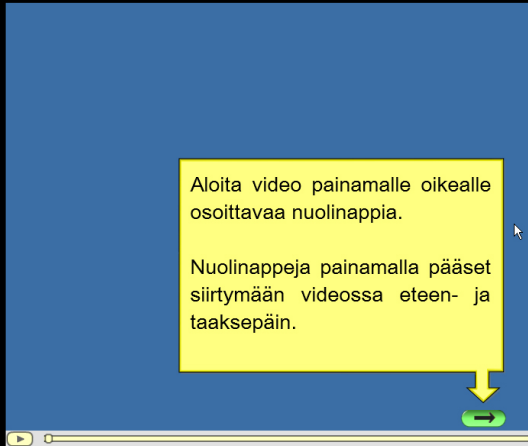 Aloita video painamalle oikealle
osoittavaa nuolinappia.
Nuolinappeja painamalla pääset
siirtymään videossa eteen- ja
taaksepäin.